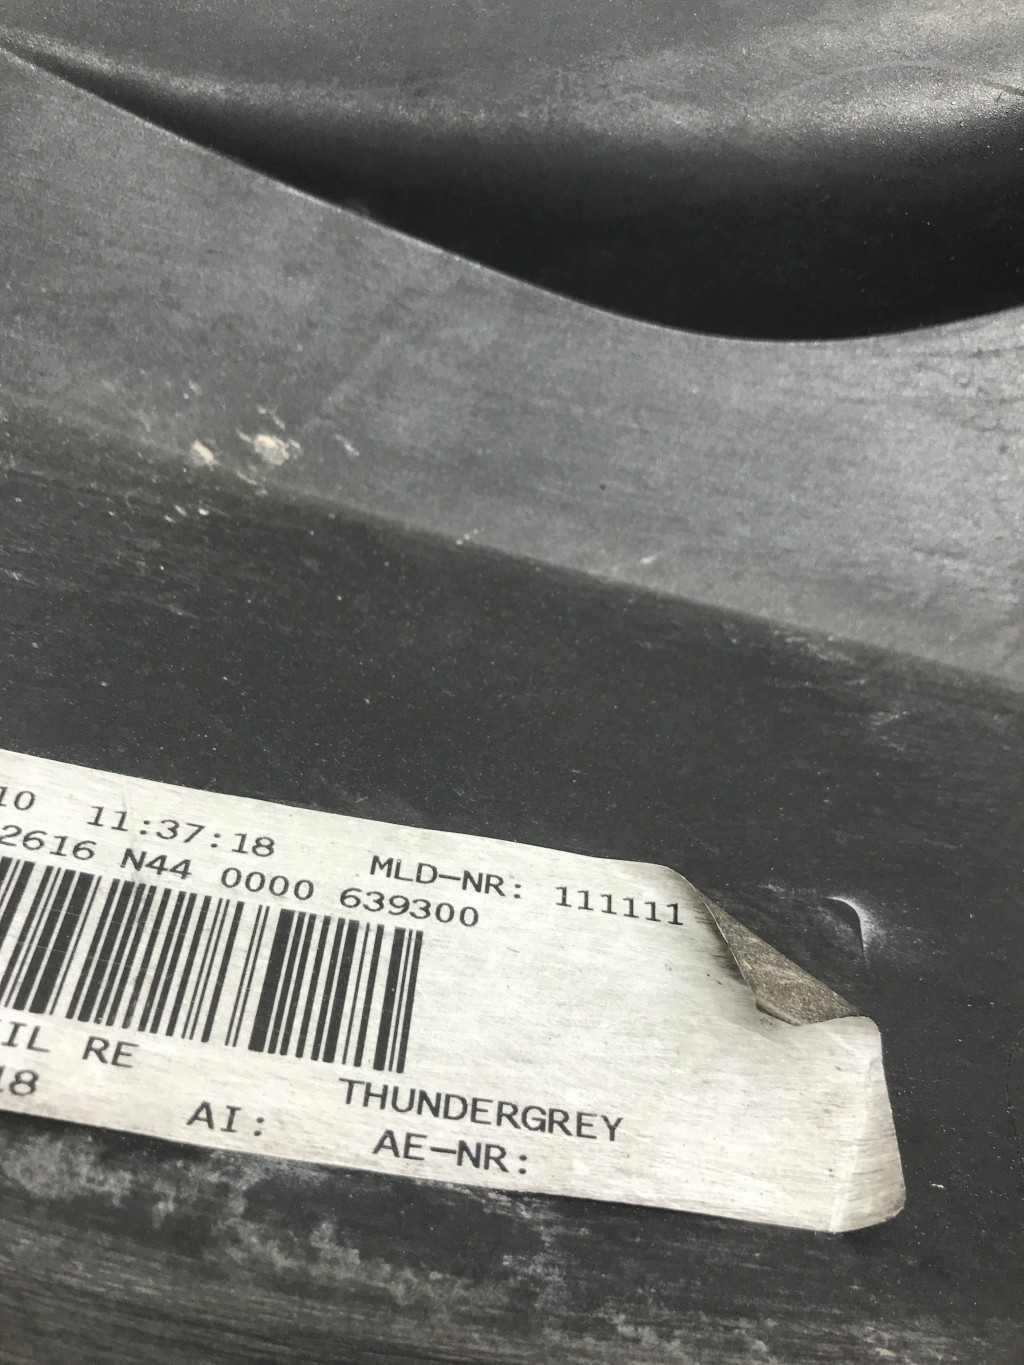 10 11:37:18 MLD-NR: 111111
2616 N44 0000 639300
IL RE THUNDERGREY
18 AI: AE-NR: